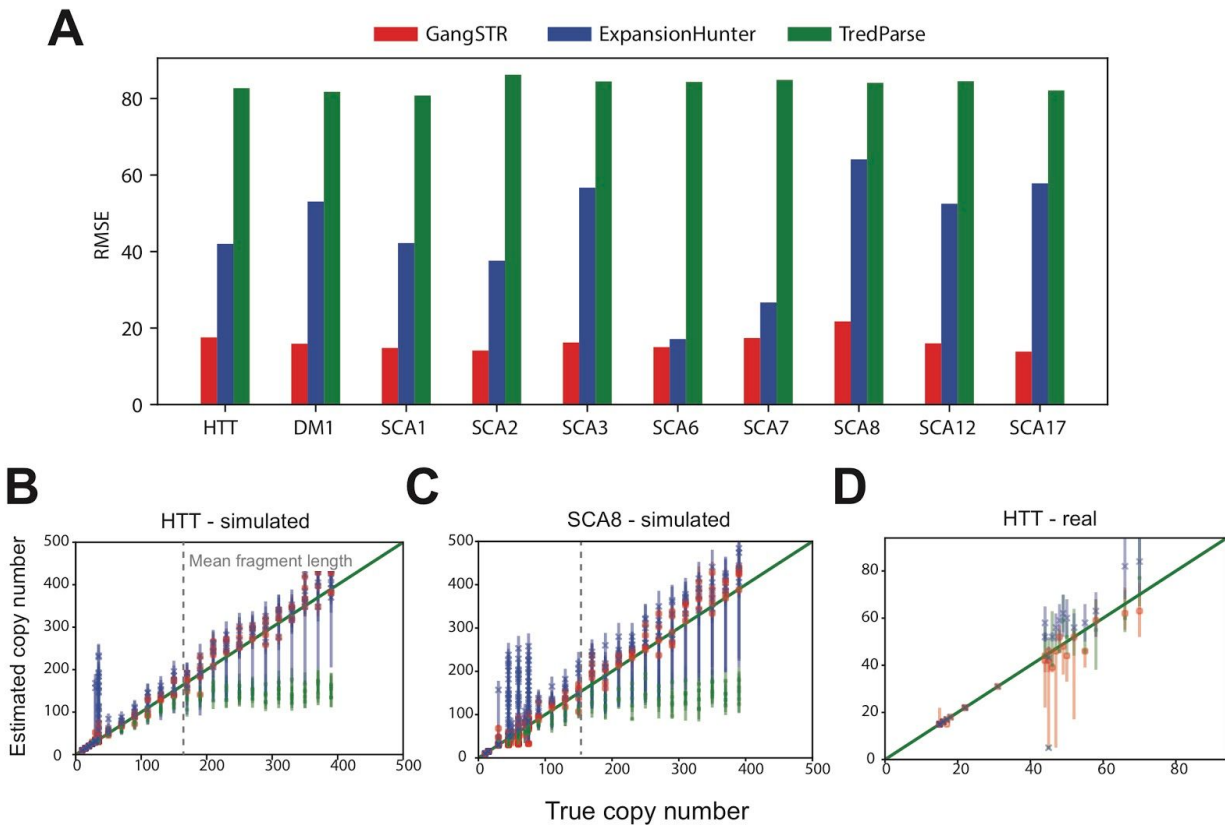 A
GangSTR ExpansionHunter TredParse
RMSE
80
60
40
20
0
HTT DM1 SCA1 SCA2 SCA3 SCA6 SCA7 SCA8 SCA12 SCA17
B
HTT - simulated
Mean fragment length
Estimated copy number
500
400
300
200
100
0
0 100 200 300 400 500
C
SCA8 - simulated
500
400
300
200
100
0
0 100 200 300 400 500
D
HTT - real
80
60
40
20
0
0 20 40 60 80
True copy number